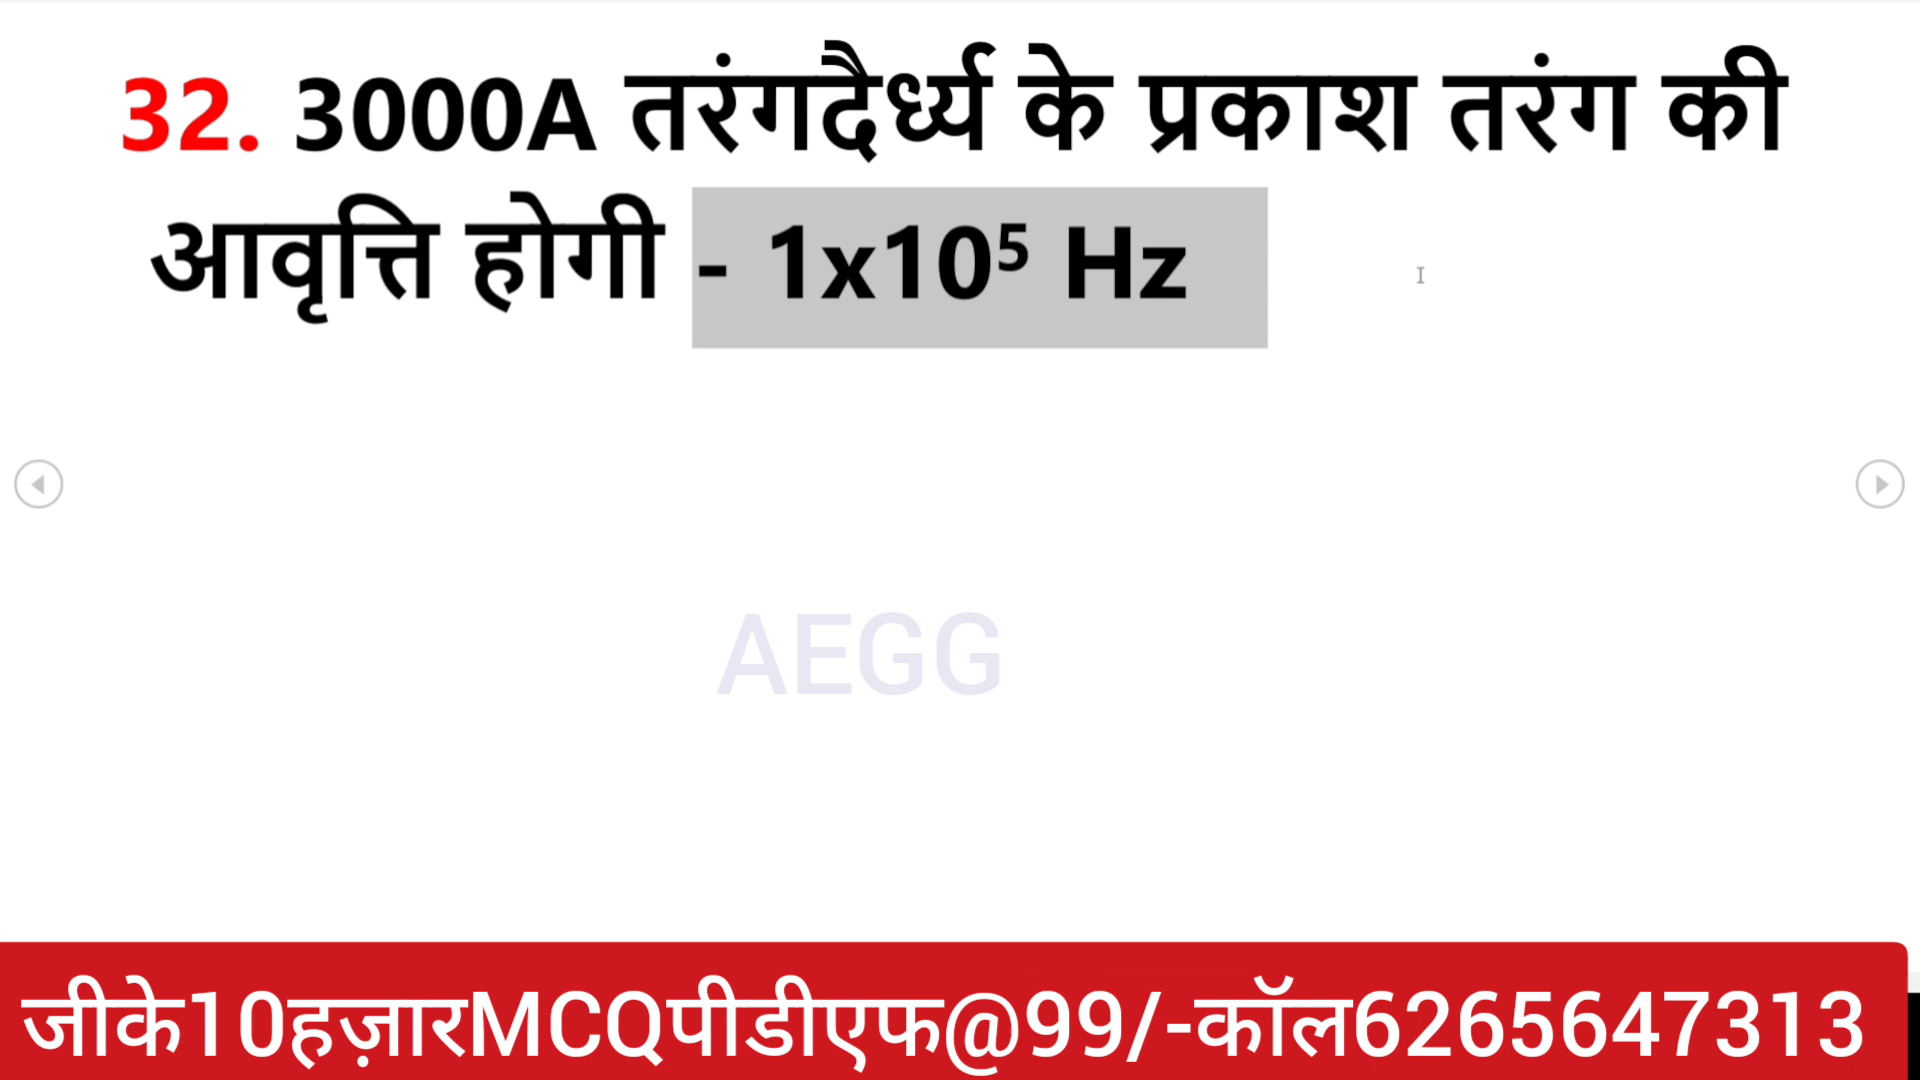 32. 3000A तरंगदैर्ध्य के प्रकाश तरंग की
आवृत्ति होगी - 1x10⁵ Hz
AEGG
जीके10हज़ारMCQपीडीएफ@99/-कॉल6265647313